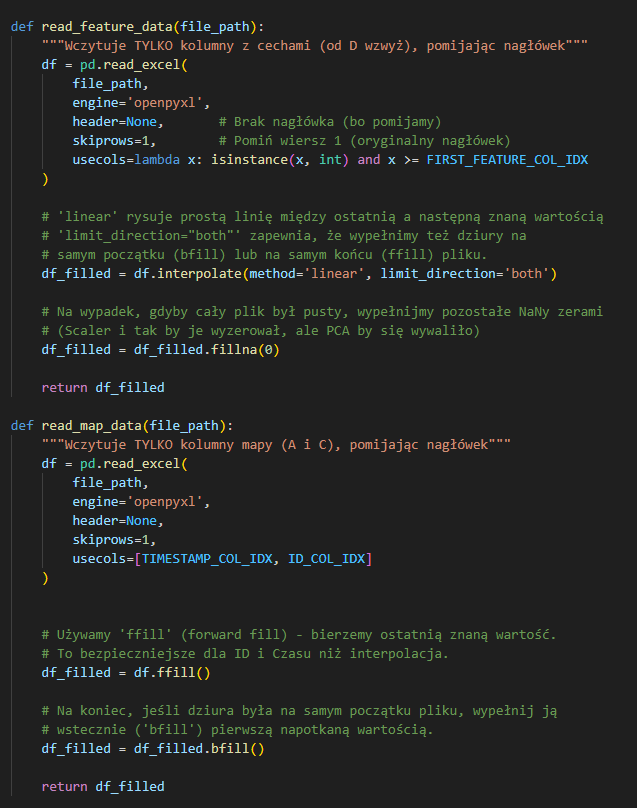 def read_feature_data(file_path):
    """Wczytuje TYLKO kolumny z cechami (od D wzwyż), pomijając nagłówek"""
    df = pd.read_excel(
        file_path,
        engine='openpyxl',
        header=None,       # Brak nagłówka (bo pomijamy)
        skiprows=1,        # Pomiń wiersz 1 (oryginalny nagłówek)
        usecols=lambda x: isinstance(x, int) and x >= FIRST_FEATURE_COL_IDX
    )

    # 'linear' rysuje prostą linię między ostatnią a następną znaną wartością
    # 'limit_direction="both"' zapewnia, że wypełnimy też dziury na
    # samym początku (bfill) lub na samym końcu (ffill) pliku.
    df_filled = df.interpolate(method='linear', limit_direction='both')

    # Na wypadek, gdyby cały plik był pusty, wypełnijmy pozostałe NaNy zerami
    # (Scaler i tak by je wyzerował, ale PCA by się wywaliło)
    df_filled = df_filled.fillna(0)

    return df_filled

def read_map_data(file_path):
    """Wczytuje TYLKO kolumny mapy (A i C), pomijając nagłówek"""
    df = pd.read_excel(
        file_path,
        engine='openpyxl',
        header=None,
        skiprows=1,
        usecols=[TIMESTAMP_COL_IDX, ID_COL_IDX]
    )


    # Używamy 'ffill' (forward fill) - bierzemy ostatnią znaną wartość.
    # To bezpieczniejsze dla ID i Czasu niż interpolacja.
    df_filled = df.ffill()

    # Na koniec, jeśli dziura była na samym początku pliku, wypełnij ją
    # wstecznie ('bfill') pierwszą napotkaną wartością.
    df_filled = df_filled.bfill()

    return df_filled